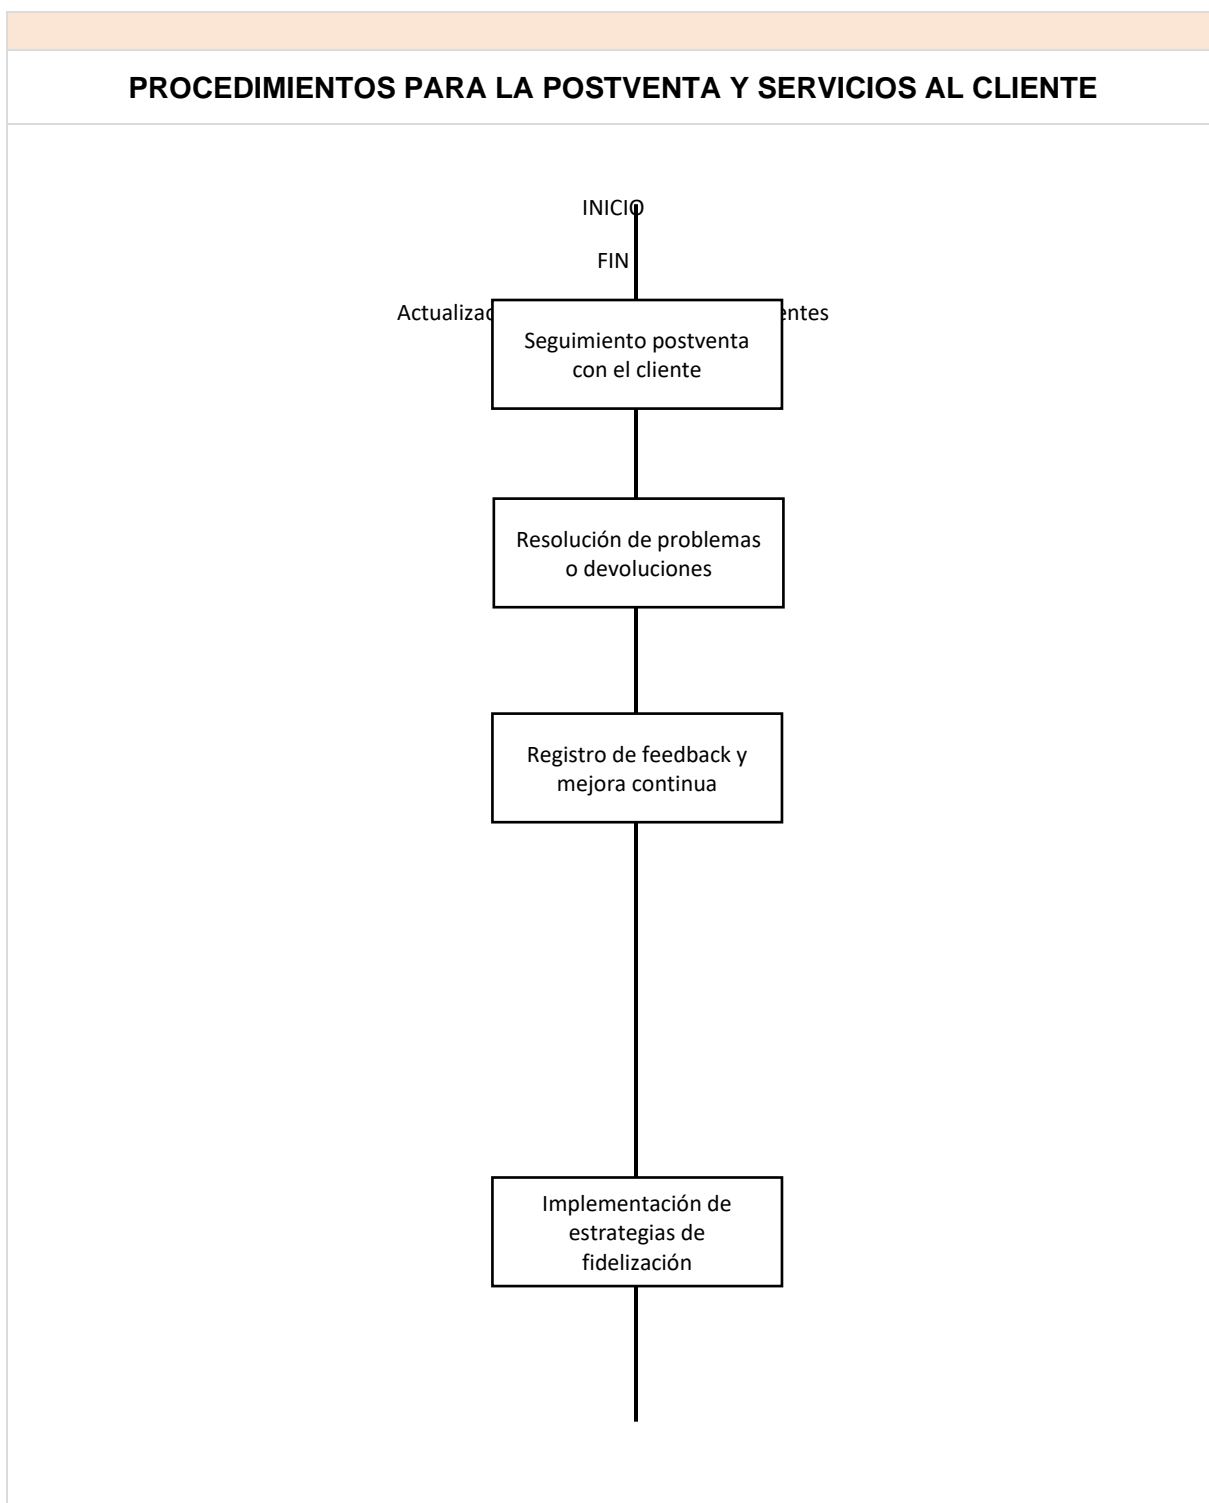 PROCEDIMIENTOS PARA LA POSTVENTA Y SERVICIOS AL CLIENTE
INICIO
FIN
Seguimiento postventa
con el cliente
Resolución de problemas
o devoluciones
Registro de feedback y
mejora continua
Implementación de
estrategias de
fidelización